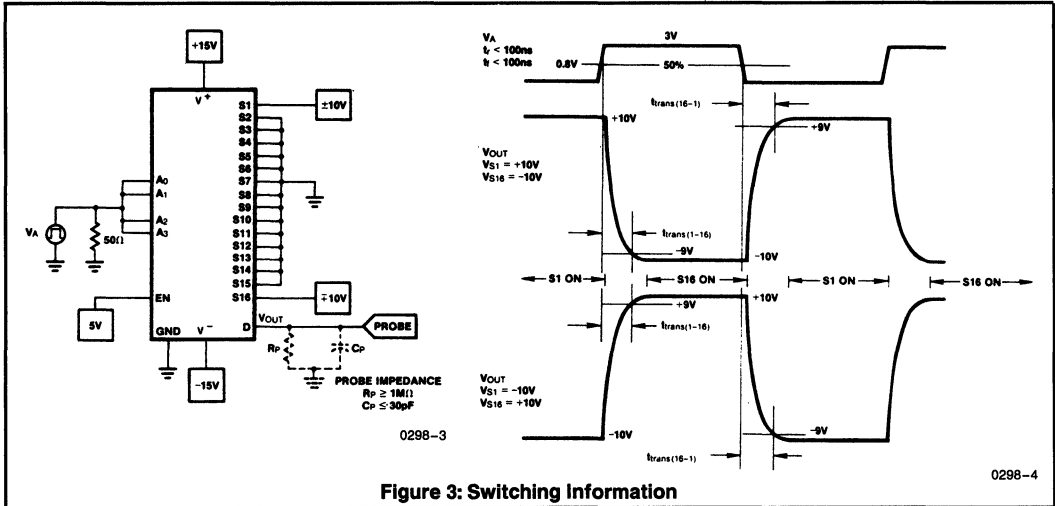 +15V
V+
S1
S2
S3
S4
S5
S6
S7
S8
S9
S10
S11
S12
S13
S14
S15
S16
±10V
∓10V
A0
A1
A2
A3
VA
50Ω
EN
5V
GND
V−
-15V
D
VOUT
PROBE
RP
CP
PROBE IMPEDANCE
RP ≥ 1MΩ
CP ≤ 30pF
0298-3
VA
tr < 100ns
tf < 100ns
0.8V
3V
50%
ttrans(16-1)
+10V
+9V
VOUT
VS1 = +10V
VS16 = -10V
ttrans(1-16)
-9V
-10V
S1 ON
S16 ON
S1 ON
S16 ON
+9V
+10V
ttrans(1-16)
VOUT
VS1 = -10V
VS16 = +10V
-10V
-9V
ttrans(16-1)
0298-4
Figure 3: Switching Information